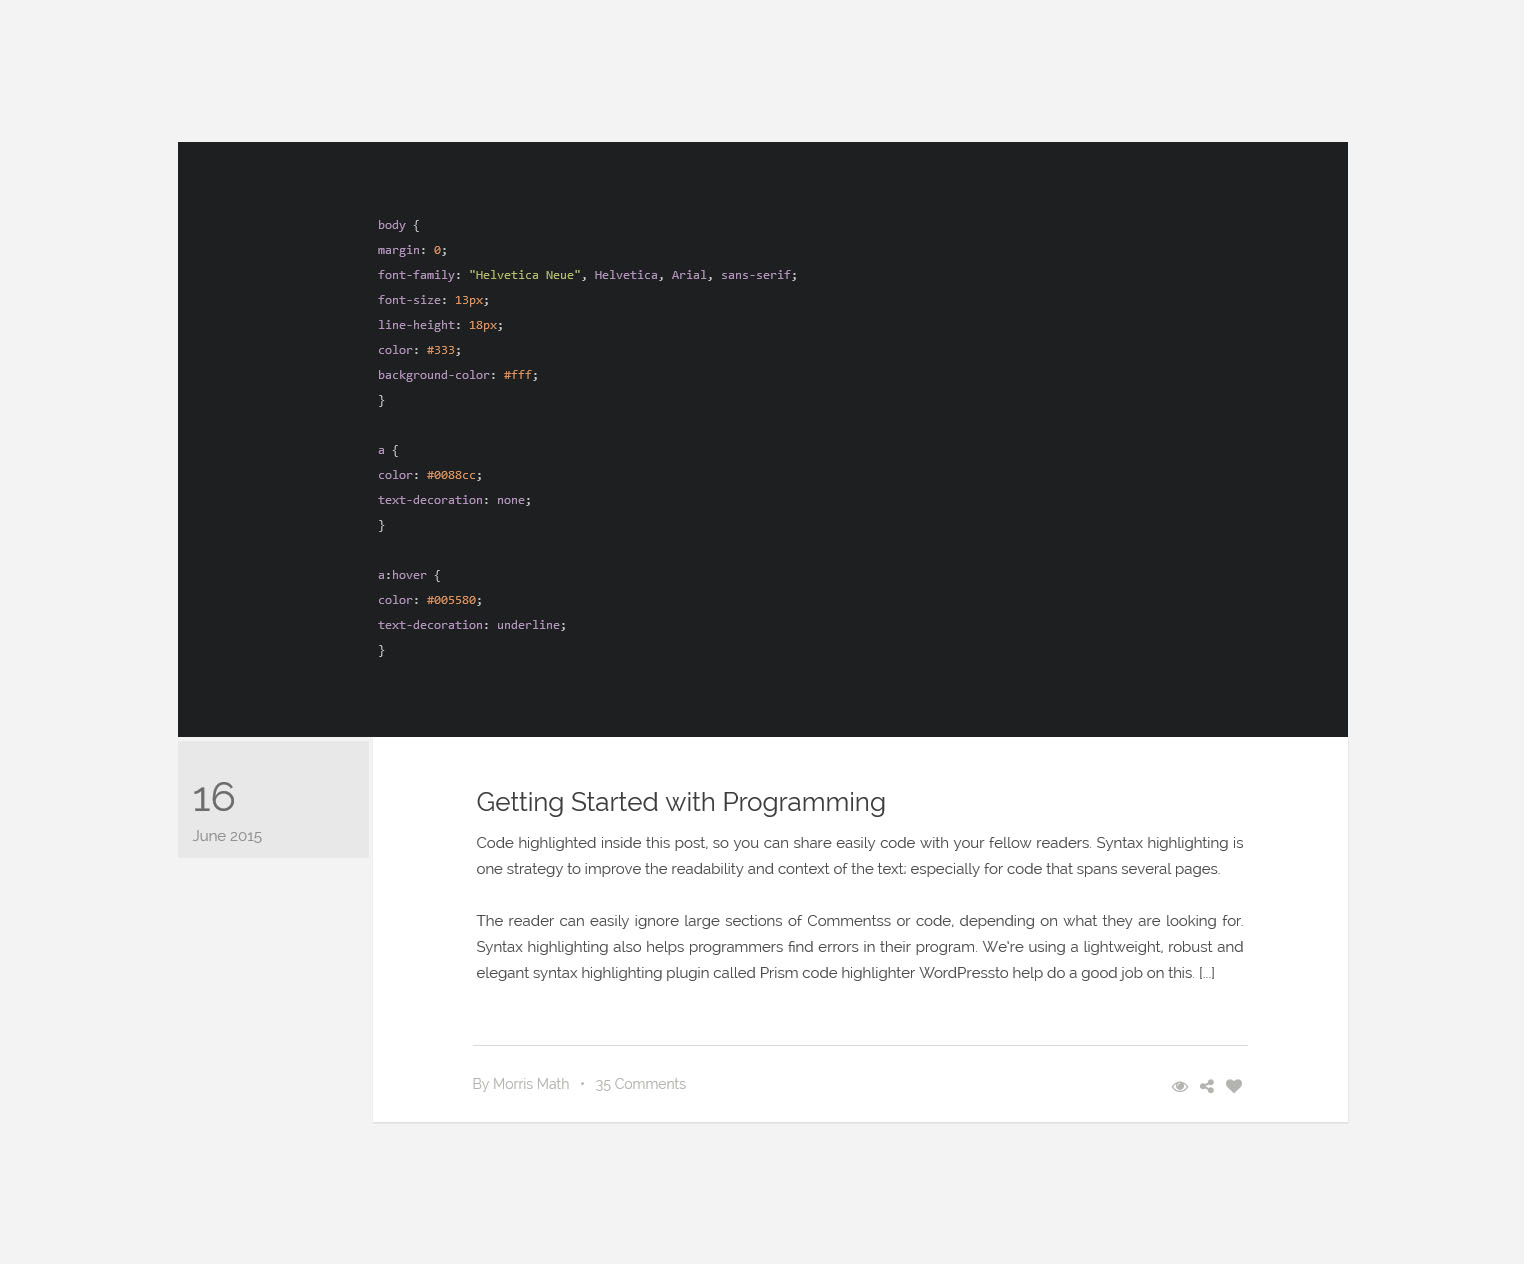 body {
margin: 0;
font-family: "Helvetica Neue", Helvetica, Arial, sans-serif;
font-size: 13px;
line-height: 18px;
color: #333;
background-color: #fff;
}
a {
color: #0088cc;
text-decoration: none;
}
a:hover {
color: #005580;
text-decoration: underline;
}
16
June 2015
Getting Started with Programming
Code highlighted inside this post, so you can share easily code with your fellow readers. Syntax highlighting is
one strategy to improve the readability and context of the text; especially for code that spans several pages.
The reader can easily ignore large sections of Commentss or code, depending on what they are looking for.
Syntax highlighting also helps programmers find errors in their program. We're using a lightweight, robust and
elegant syntax highlighting plugin called Prism code highlighter WordPressto help do a good job on this. [...]
By Morris Math • 35 Comments